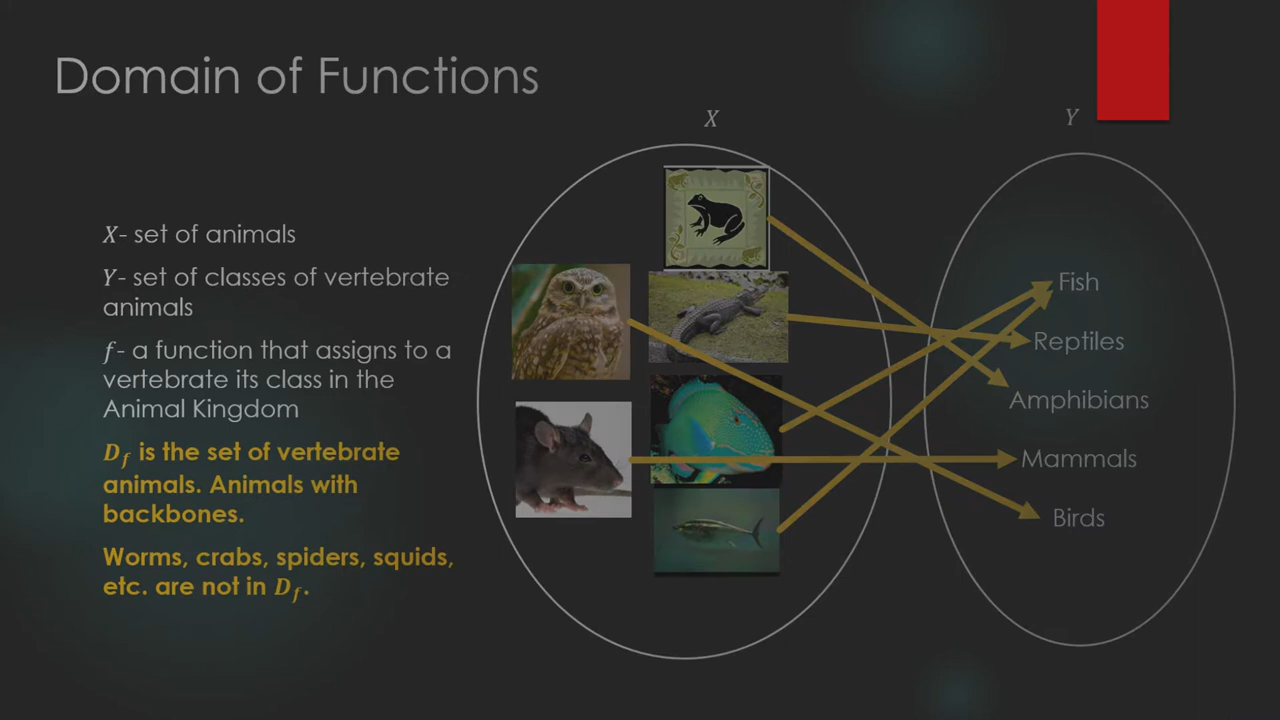 Domain of Functions
X
Y
X- set of animals
Y- set of classes of vertebrate
animals
f- a function that assigns to a
vertebrate its class in the
Animal Kingdom
D_f is the set of vertebrate
animals. Animals with
backbones.
Worms, crabs, spiders, squids,
etc. are not in D_f.
Fish
Reptiles
Amphibians
Mammals
Birds